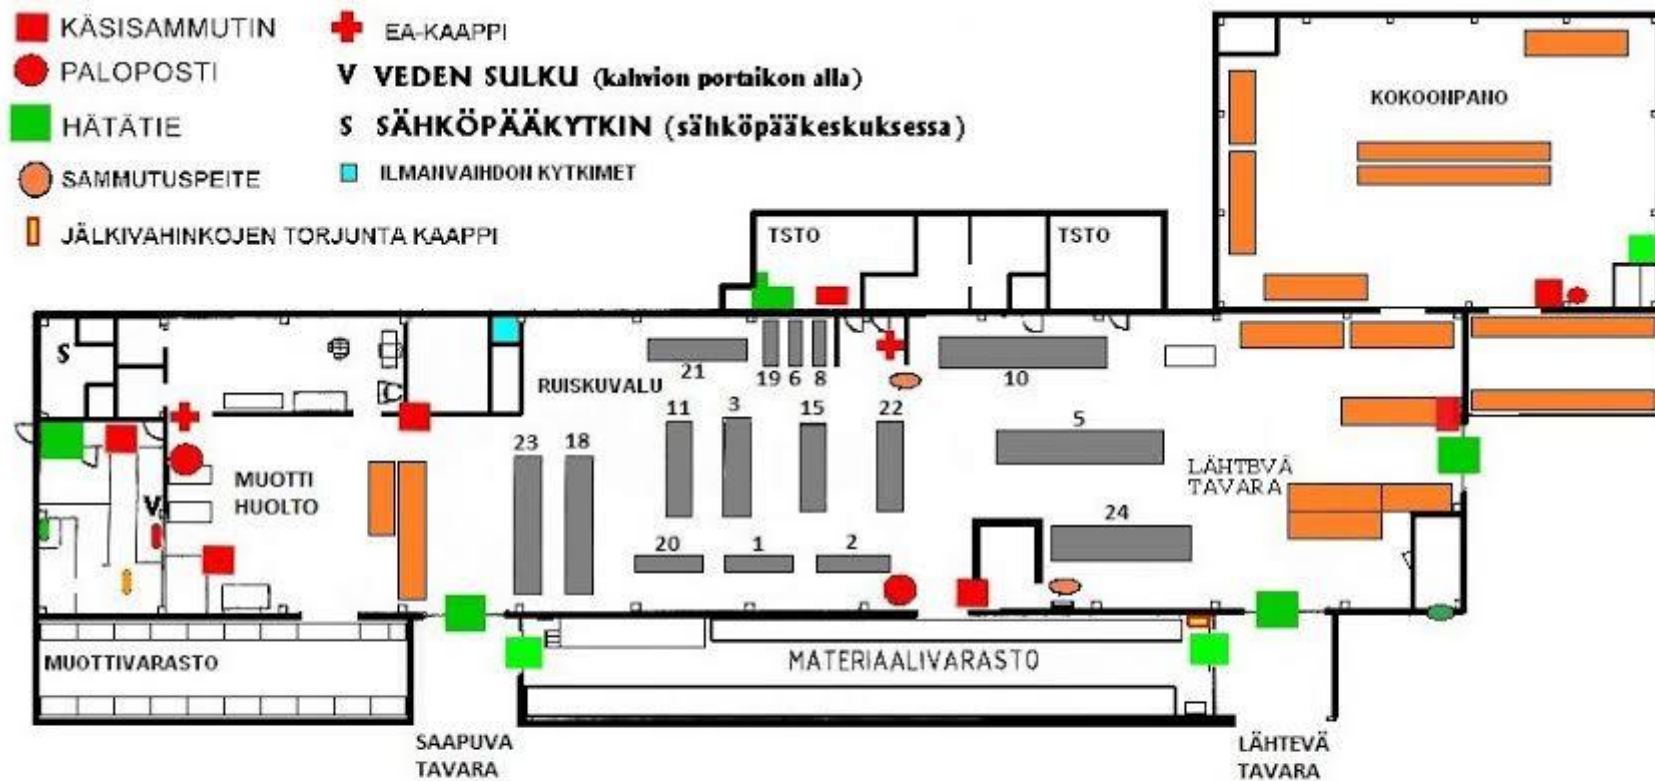 KÄSISAMMUTIN
EA-KAAPPI
PALOPOSTI
V VEDEN SULKU (kahvion portaikon alla)
HÄTÄTIE
S SÄHKÖPÄÄKYTKIN (sähköpääkeskuksessa)
SAMMUTUSPEITE
ILMANVAIHDON KYTKIMET
JÄLKIVAHINKOJEN TORJUNTA KAAPPI
KOKOONPANO
TSTO
TSTO
S
RUISKUVALU
21
19
6
8
10
11
3
15
22
5
23
18
MUOTTI
HUOLTO
V
LÄHTEVÄ
TAVARA
24
20
1
2
MUOTTIVARASTO
MATERIAALIVARASTO
SAAPUVA
TAVARA
LÄHTEVÄ
TAVARA